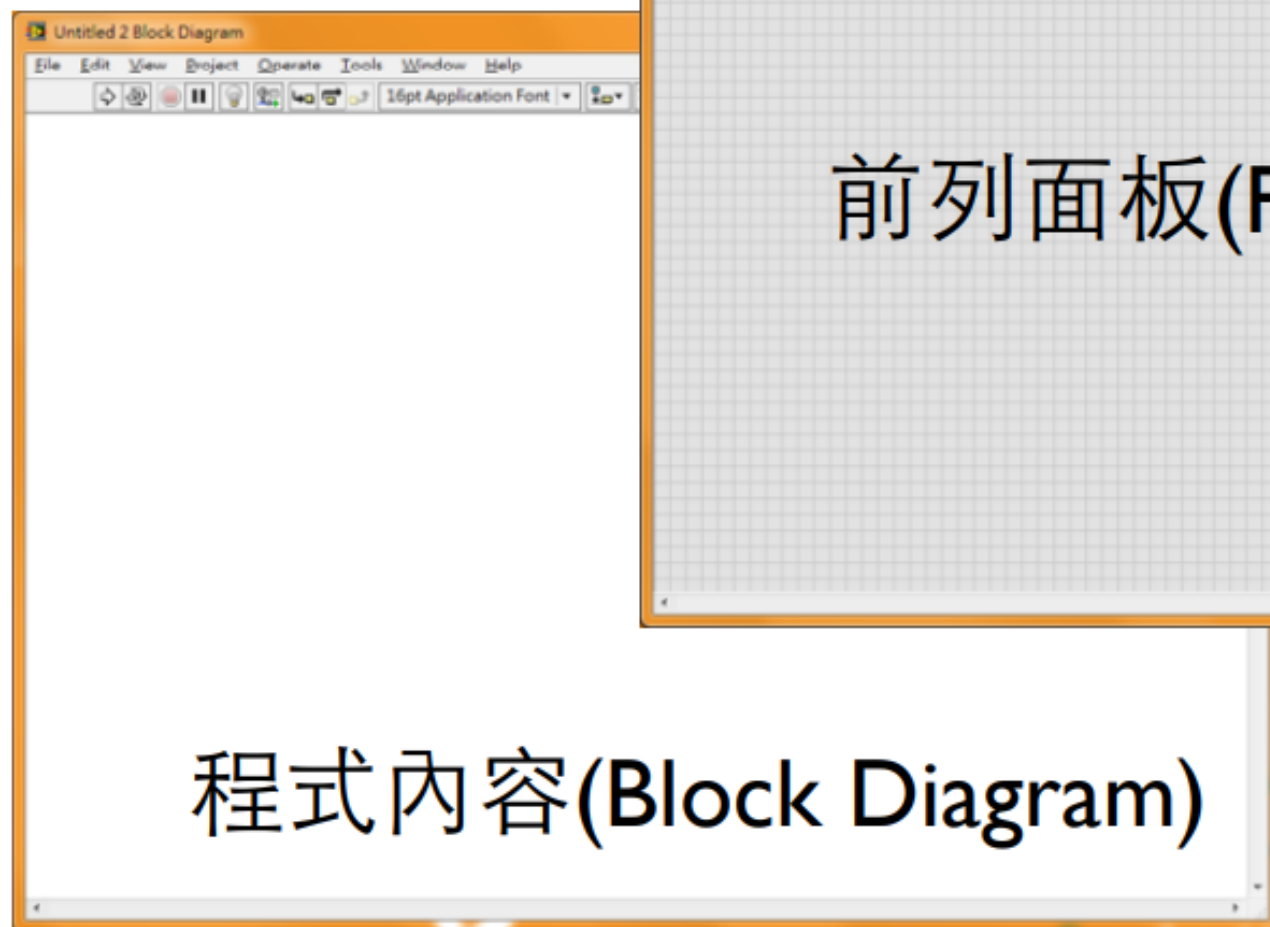 Untitled 2 Block Diagram
File Edit View Project Operate Tools Window Help
16pt Application Font
前列面板(F
程式內容(Block Diagram)